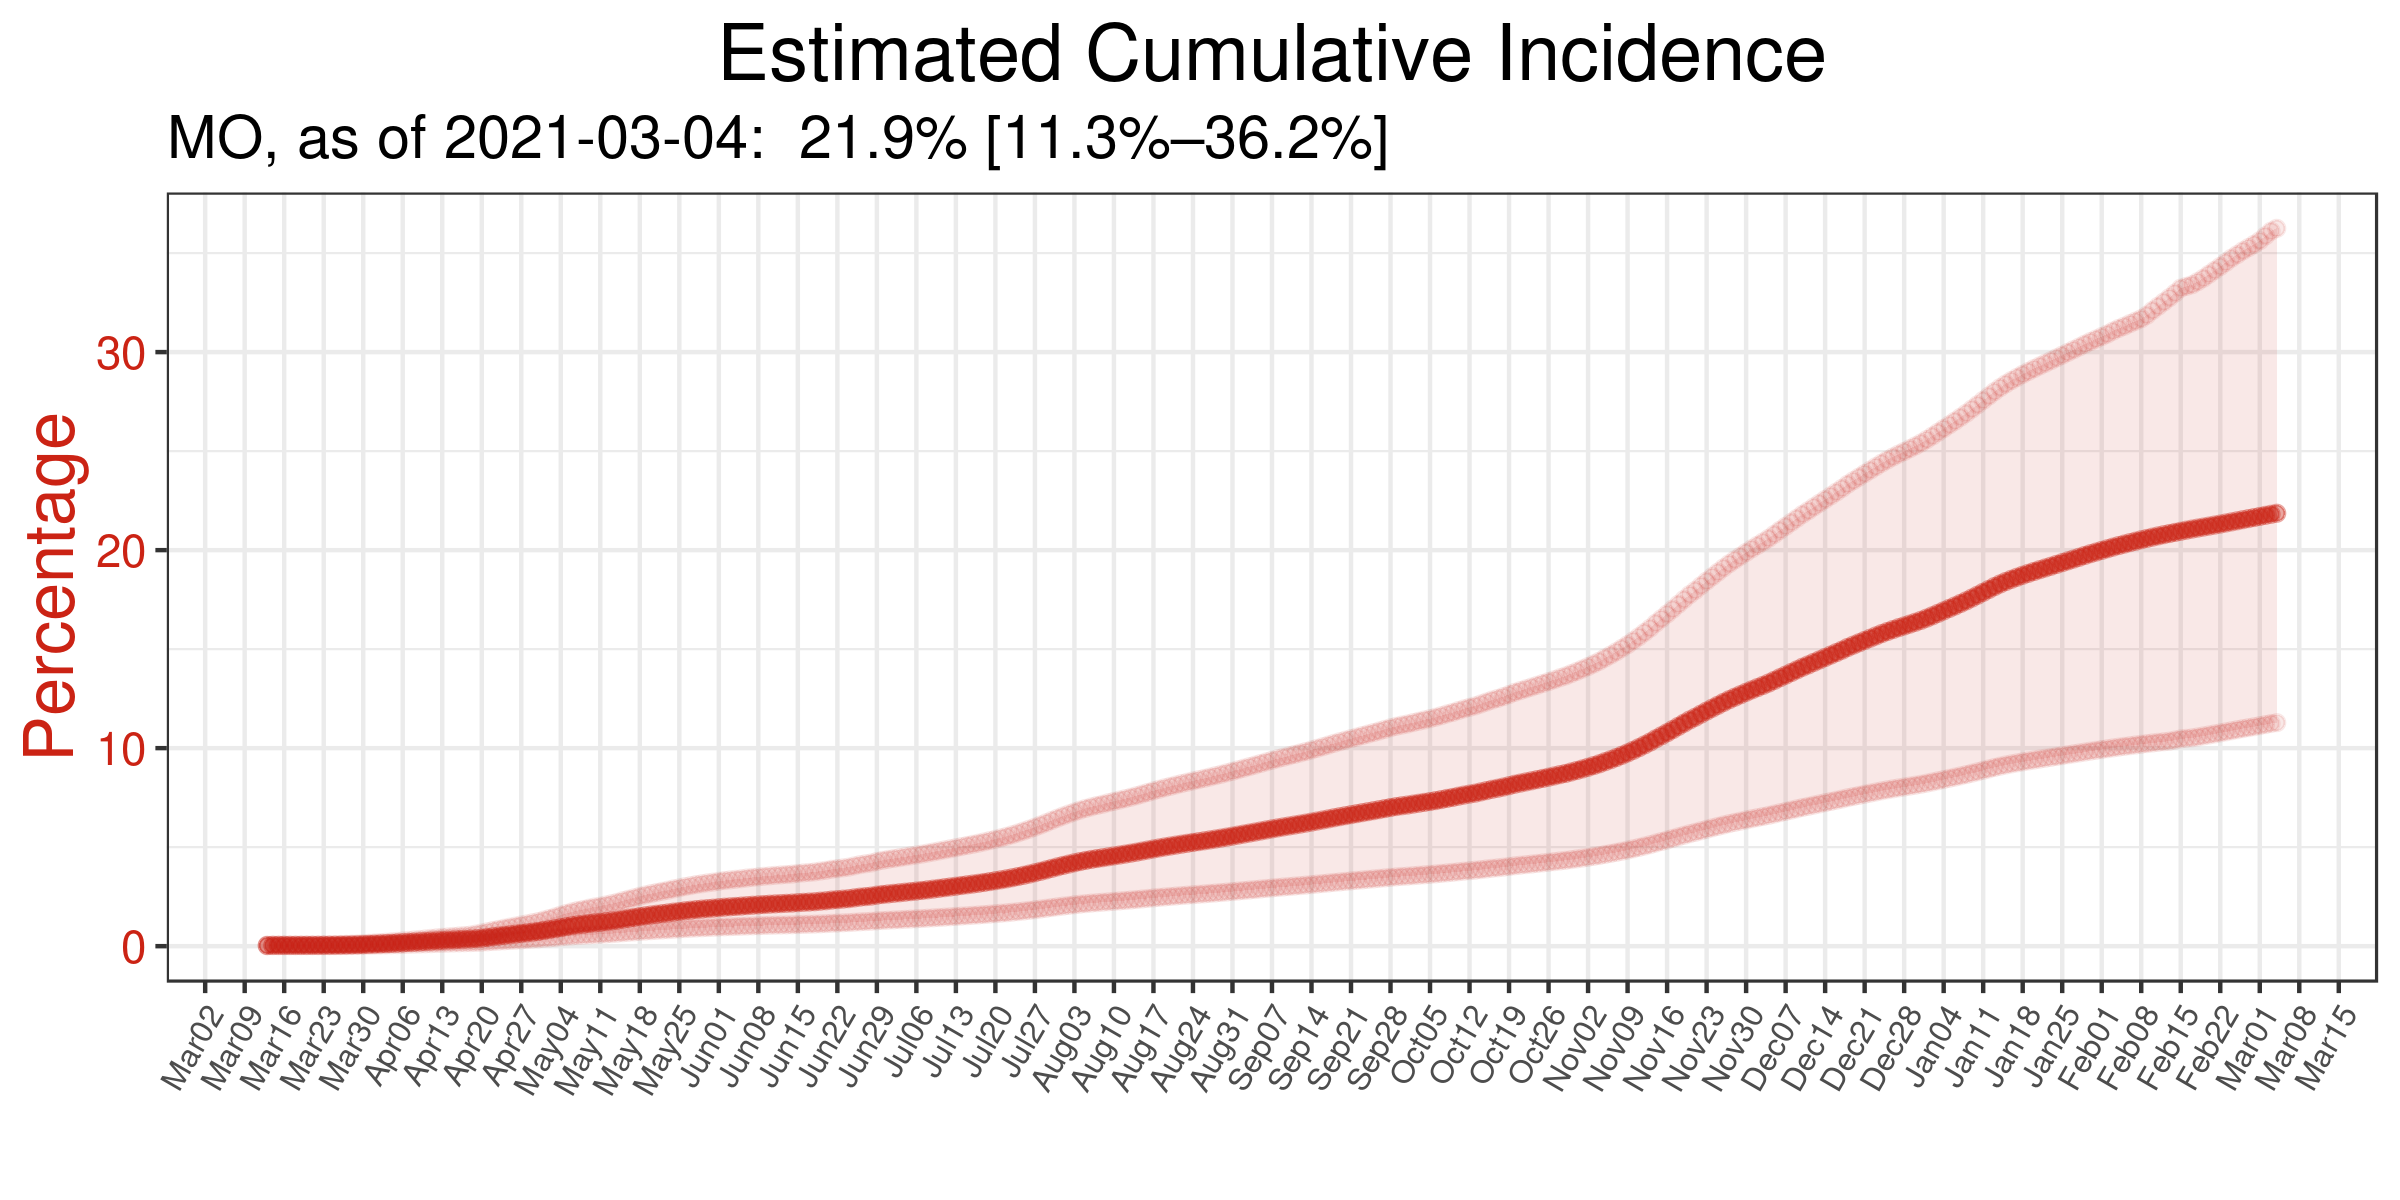 Estimated Cumulative Incidence
MO, as of 2021-03-04:  21.9% [11.3%–36.2%]
Percentage
30
20
10
0
Mar02
Mar09
Mar16
Mar23
Mar30
Apr06
Apr13
Apr20
Apr27
May04
May11
May18
May25
Jun01
Jun08
Jun15
Jun22
Jun29
Jul06
Jul13
Jul20
Jul27
Aug03
Aug10
Aug17
Aug24
Aug31
Sep07
Sep14
Sep21
Sep28
Oct05
Oct12
Oct19
Oct26
Nov02
Nov09
Nov16
Nov23
Nov30
Dec07
Dec14
Dec21
Dec28
Jan04
Jan11
Jan18
Jan25
Feb01
Feb08
Feb15
Feb22
Mar01
Mar08
Mar15